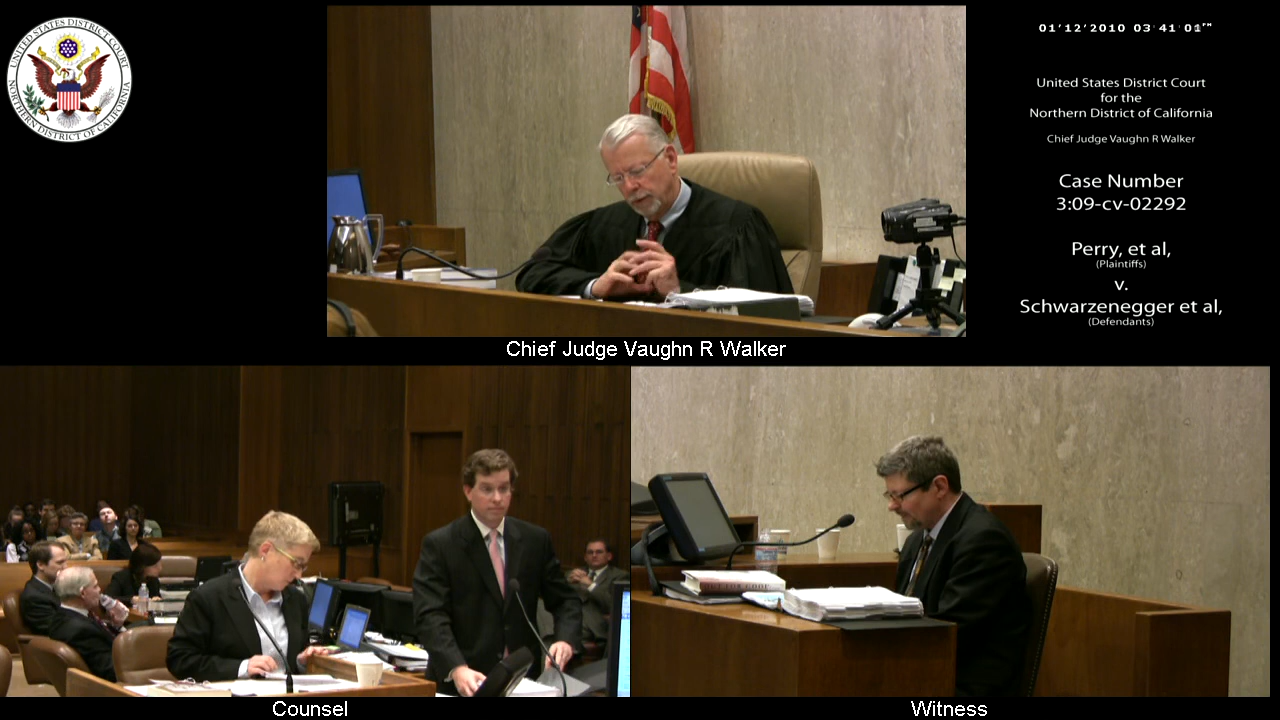 UNITED STATES DISTRICT COURT
NORTHERN DISTRICT OF CALIFORNIA
01'12'2010 03 41 01PM
United States District Court
for the
Northern District of California
Chief Judge Vaughn R Walker
Case Number
3:09-cv-02292
Perry, et al,
(Plaintiffs)
v.
Schwarzenegger et al,
(Defendants)
Chief Judge Vaughn R Walker
Counsel
Witness